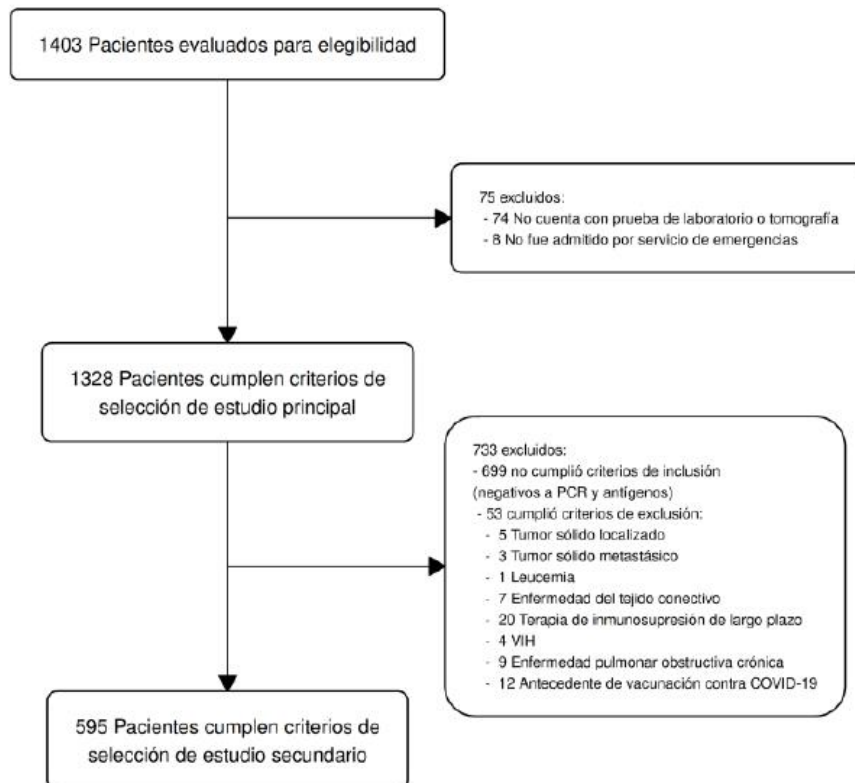 1403 Pacientes evaluados para elegibilidad
75 excluidos:
- 74 No cuenta con prueba de laboratorio o tomografía
- 8 No fue admitido por servicio de emergencias
1328 Pacientes cumplen criterios de
selección de estudio principal
733 excluidos:
- 699 no cumplió criterios de inclusión
(negativos a PCR y antígenos)
- 53 cumplió criterios de exclusión:
- 5 Tumor sólido localizado
- 3 Tumor sólido metastásico
- 1 Leucemia
- 7 Enfermedad del tejido conectivo
- 20 Terapia de inmunosupresión de largo plazo
- 4 VIH
- 9 Enfermedad pulmonar obstructiva crónica
- 12 Antecedente de vacunación contra COVID-19
595 Pacientes cumplen criterios de
selección de estudio secundario